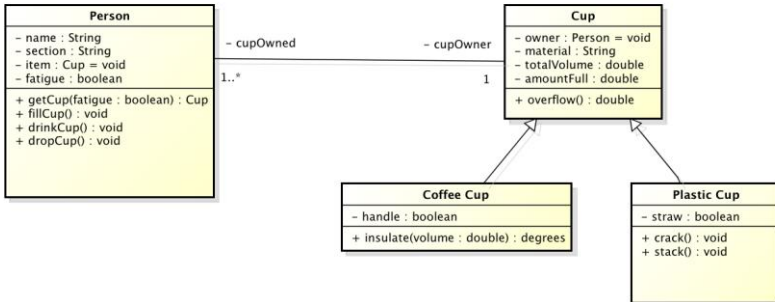 Person
- name : String
- section : String
- item : Cup = void
- fatigue : boolean
+ getCup(fatigue : boolean) : Cup
+ fillCup() : void
+ drinkCup() : void
+ dropCup() : void
- cupOwned
1..*
- cupOwner
1
Cup
- owner : Person = void
- material : String
- totalVolume : double
- amountFull : double
+ overflow() : double
Coffee Cup
- handle : boolean
+ insulate(volume : double) : degrees
Plastic Cup
- straw : boolean
+ crack() : void
+ stack() : void